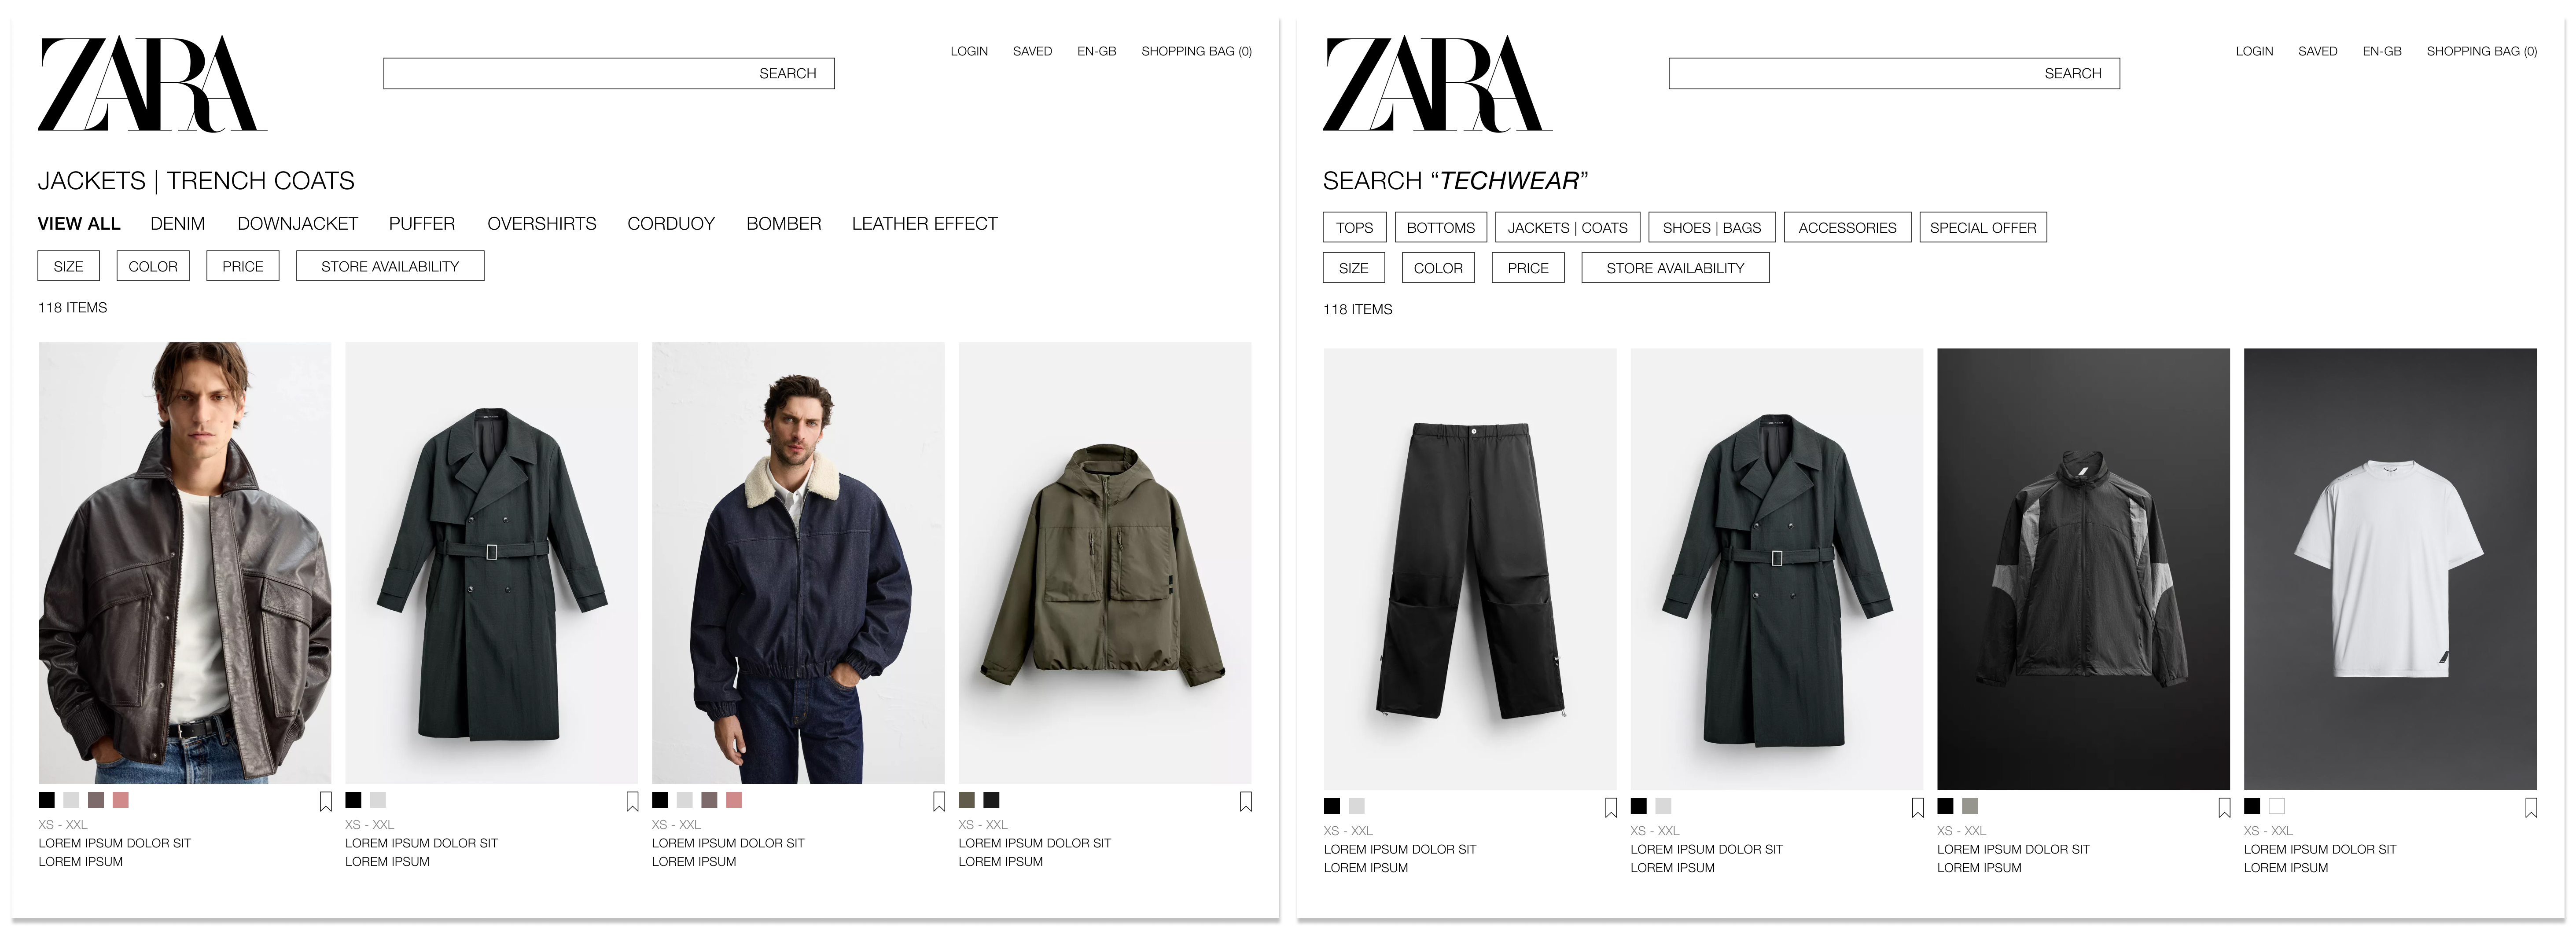 ZARA
SEARCH
LOGIN SAVED EN-GB SHOPPING BAG (0)
JACKETS | TRENCH COATS
VIEW ALL DENIM DOWNJACKET PUFFER OVERSHIRTS CORDUOY BOMBER LEATHER EFFECT
SIZE COLOR PRICE STORE AVAILABILITY
118 ITEMS
XS - XXL
LOREM IPSUM DOLOR SIT
LOREM IPSUM
XS - XXL
LOREM IPSUM DOLOR SIT
LOREM IPSUM
XS - XXL
LOREM IPSUM DOLOR SIT
LOREM IPSUM
XS - XXL
LOREM IPSUM DOLOR SIT
LOREM IPSUM
ZARA
SEARCH
LOGIN SAVED EN-GB SHOPPING BAG (0)
SEARCH “TECHWEAR”
TOPS BOTTOMS JACKETS | COATS SHOES | BAGS ACCESSORIES SPECIAL OFFER
SIZE COLOR PRICE STORE AVAILABILITY
118 ITEMS
XS - XXL
LOREM IPSUM DOLOR SIT
LOREM IPSUM
XS - XXL
LOREM IPSUM DOLOR SIT
LOREM IPSUM
XS - XXL
LOREM IPSUM DOLOR SIT
LOREM IPSUM
XS - XXL
LOREM IPSUM DOLOR SIT
LOREM IPSUM